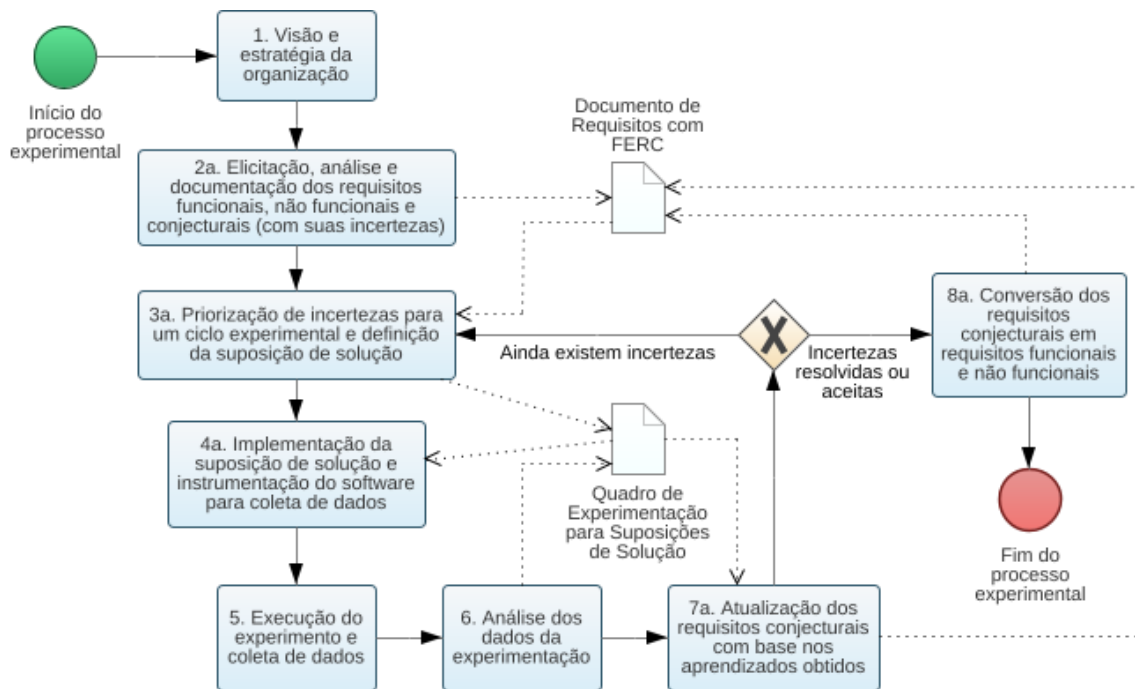 1. Visão e
estratégia da
organização
Início do
processo
experimental
Documento de
Requisitos com
FERC
2a. Elicitação, análise e
documentação dos requisitos
funcionais, não funcionais e
conjecturais (com suas incertezas)
3a. Priorização de incertezas para
um ciclo experimental e definição
da suposição de solução
Ainda existem incertezas
Incertezas
resolvidas ou
aceitas
8a. Conversão dos
requisitos
conjecturais em
requisitos funcionais
e não funcionais
4a. Implementação da
suposição de solução e
instrumentação do software
para coleta de dados
Quadro de
Experimentação
para Suposições
de Solução
Fim do
processo
experimental
5. Execução do
experimento e
coleta de dados
6. Análise dos
dados da
experimentação
7a. Atualização dos
requisitos conjecturais
com base nos
aprendizados obtidos